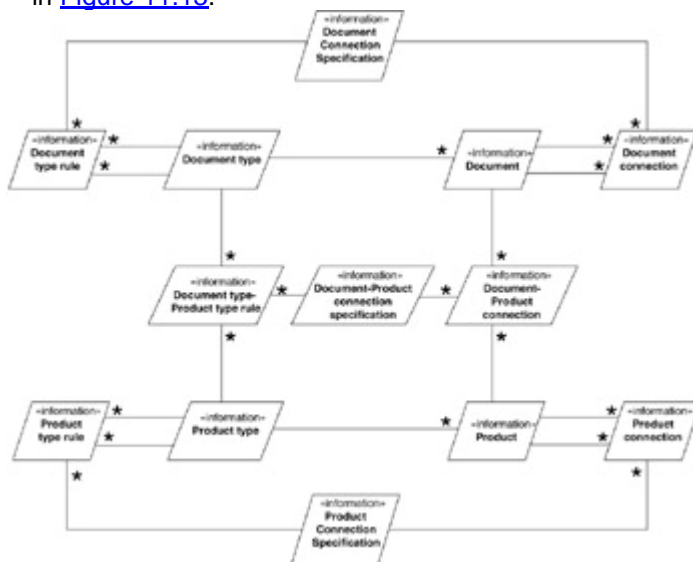 in Figure 11.18.
«information»
Document
Connection
Specification
*
*
«information»
Document
type rule
*
*
«information»
Document type
*
«information»
Document
*
*
«information»
Document
connection
*
*
«information»
Document type-
Product type rule
*
«information»
Document-Product
connection
specification
*
«information»
Document-
Product
connection
*
*
«information»
Product
type rule
*
*
«information»
Product type
*
«information»
Product
*
*
«information»
Product
connection
*
*
«information»
Product
Connection
Specification